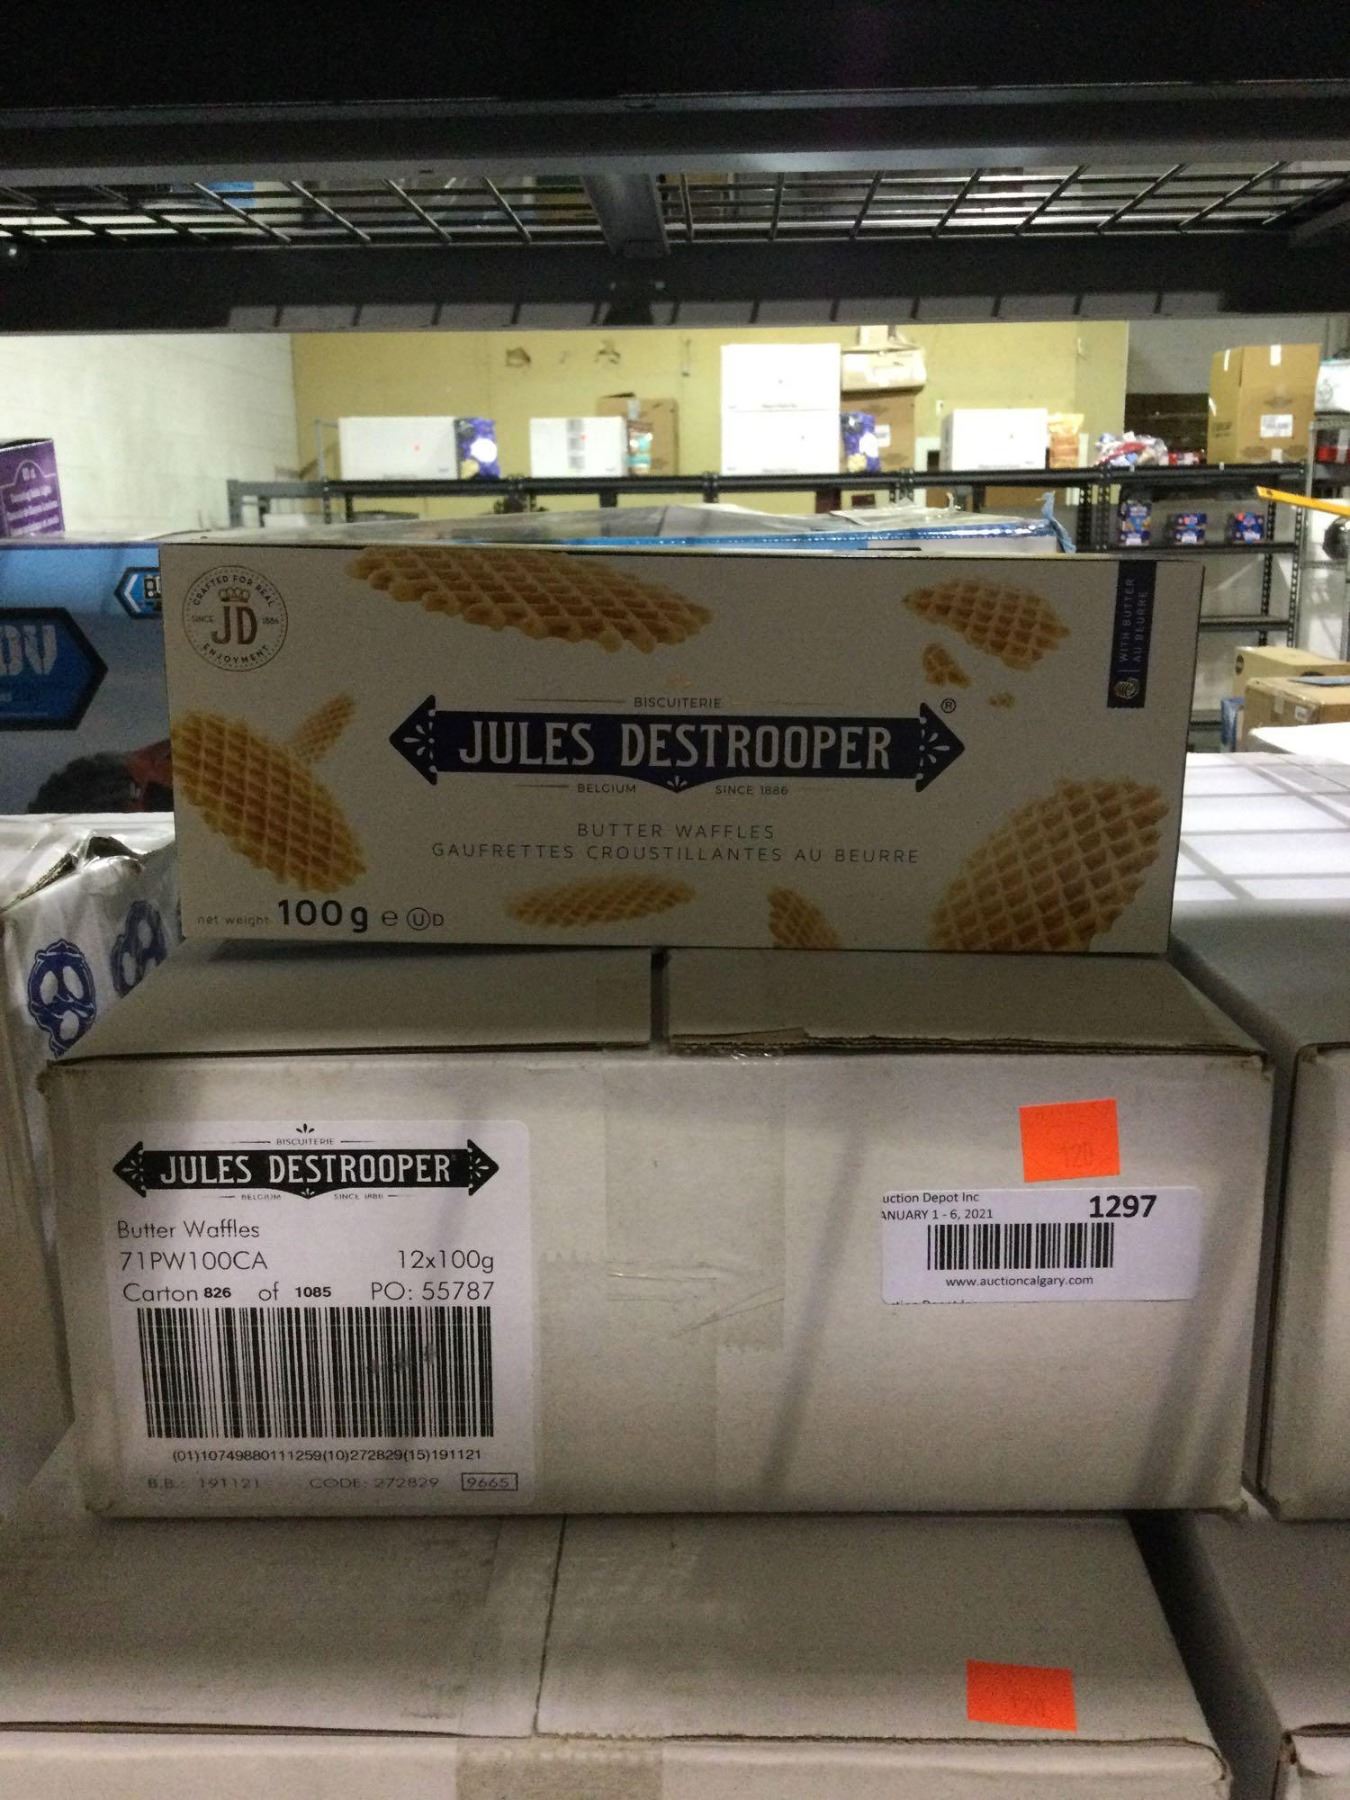 CRAFTED FOR REAL
SINCE JD 1886
ENJOYMENT
WITH BUTTER
AU BEURRE
BISCUITERIE
JULES DESTROOPER®
BELGIUM SINCE 1886
BUTTER WAFFLES
GAUFRETTES CROUSTILLANTES AU BEURRE
net weight 100g e UD
BISCUITERIE
JULES DESTROOPER
BELGIUM SINCE 1886
Butter Waffles
71PW100CA 12x100g
Carton 826 of 1085 PO: 55787
(01)10749880111259(10)272829(15)191121
B.B.: 191121 CODE: 272829 9665
120
uction Depot Inc
ANUARY 1 - 6, 2021
1297
www.auctioncalgary.com